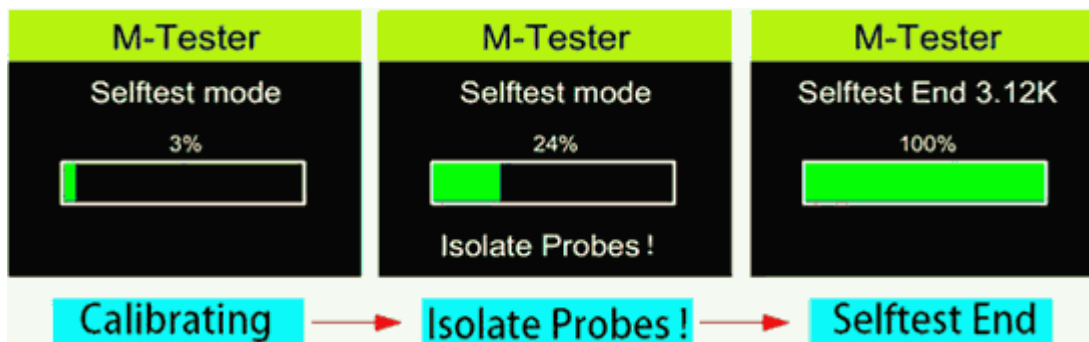 M-Tester
Selftest mode
3%
Calibrating
M-Tester
Selftest mode
24%
Isolate Probes !
Isolate Probes !
M-Tester
Selftest End 3.12K
100%
Selftest End